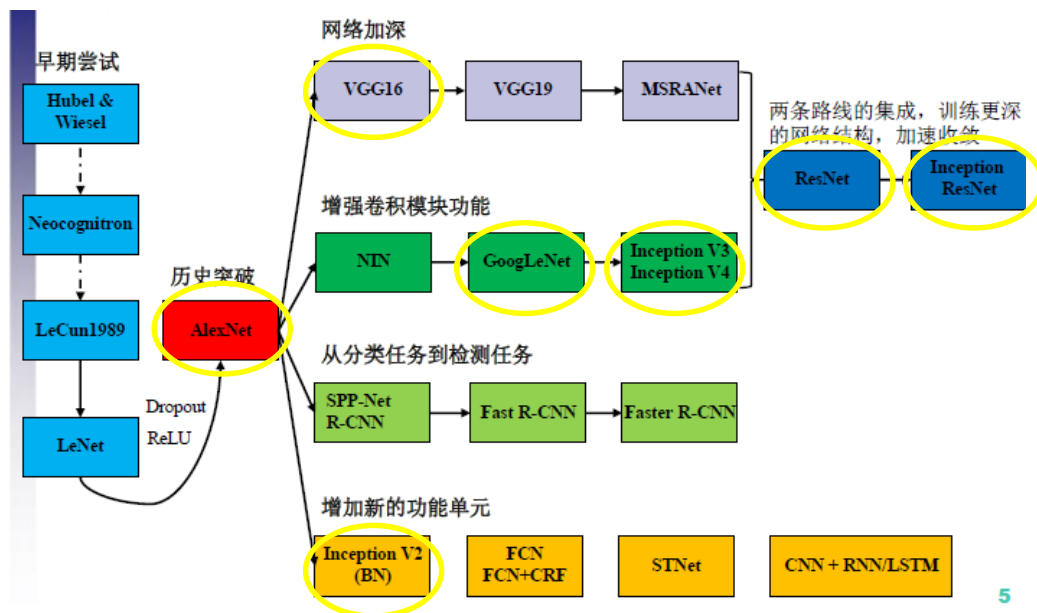 早期尝试
Hubel &
Wiesel
Neocognitron
LeCun1989
LeNet
Dropout
ReLU
历史突破
AlexNet
网络加深
VGG16
VGG19
MSRANet
增强卷积模块功能
NIN
GoogLeNet
Inception V3
Inception V4
两条路线的集成，训练更深
的网络结构，加速收敛
ResNet
Inception
ResNet
从分类任务到检测任务
SPP-Net
R-CNN
Fast R-CNN
Faster R-CNN
增加新的功能单元
Inception V2
(BN)
FCN
FCN+CRF
STNet
CNN + RNN/LSTM
5